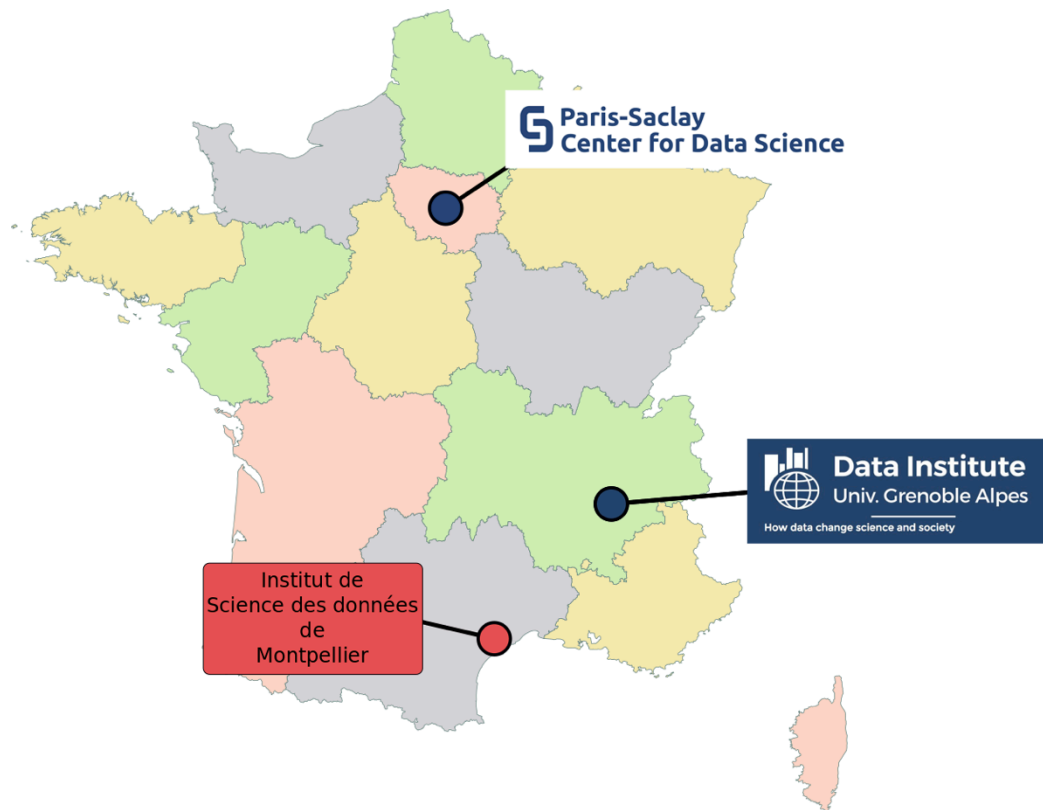 Paris-Saclay
Center for Data Science
Data Institute
Univ. Grenoble Alpes
How data change science and society
Institut de
Science des données
de
Montpellier